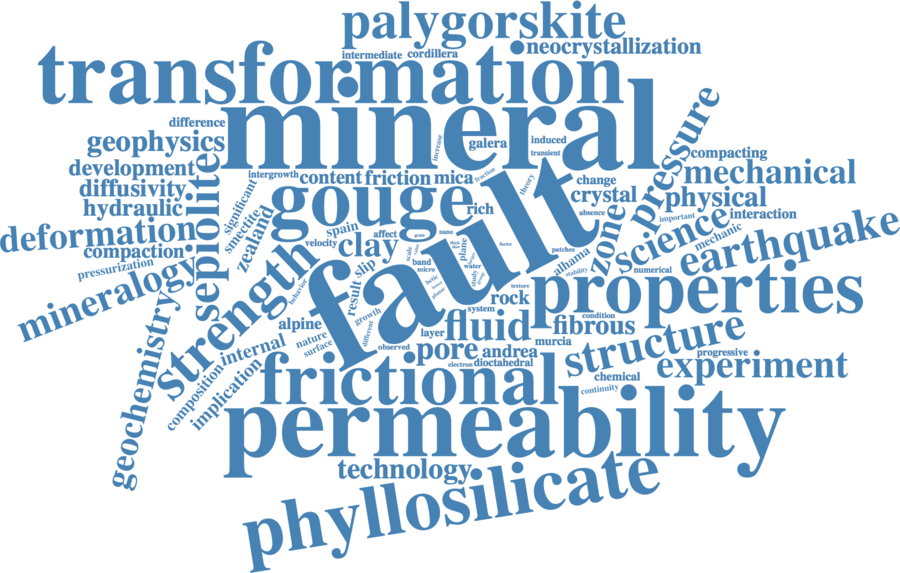 palygorskite
intermediate
cordillera
neocrystallization
transformation
mineral
difference
geophysics
development
diffusivity
hydraulic
deformation
compaction
pressurization
mineralogy
sepiolite
intergrowth
content
friction
mica
fraction
increase
galera
induced
transient
theory
change
crystal
absence
pressure
compacting
mechanical
physical
important
interaction
mechanic
science
zone
earthquake
numerical
significant
smectite
zealand
gouge
rich
spain
velocity
affect
clay
grain
nano
plane
water
band
micro
scale
study
factor
patches
alhama
stability
texture
fault
strength
behavior
result
slip
growth
different
observed
alpine
nature
surface
rock
system
layer
fluid
properties
condition
fibrous
murcia
structure
progressive
experiment
chemical
continuity
pore
andrea
electron
dioctahedral
geochemistry
composition
internal
implication
frictional
permeability
technology
phyllosilicate